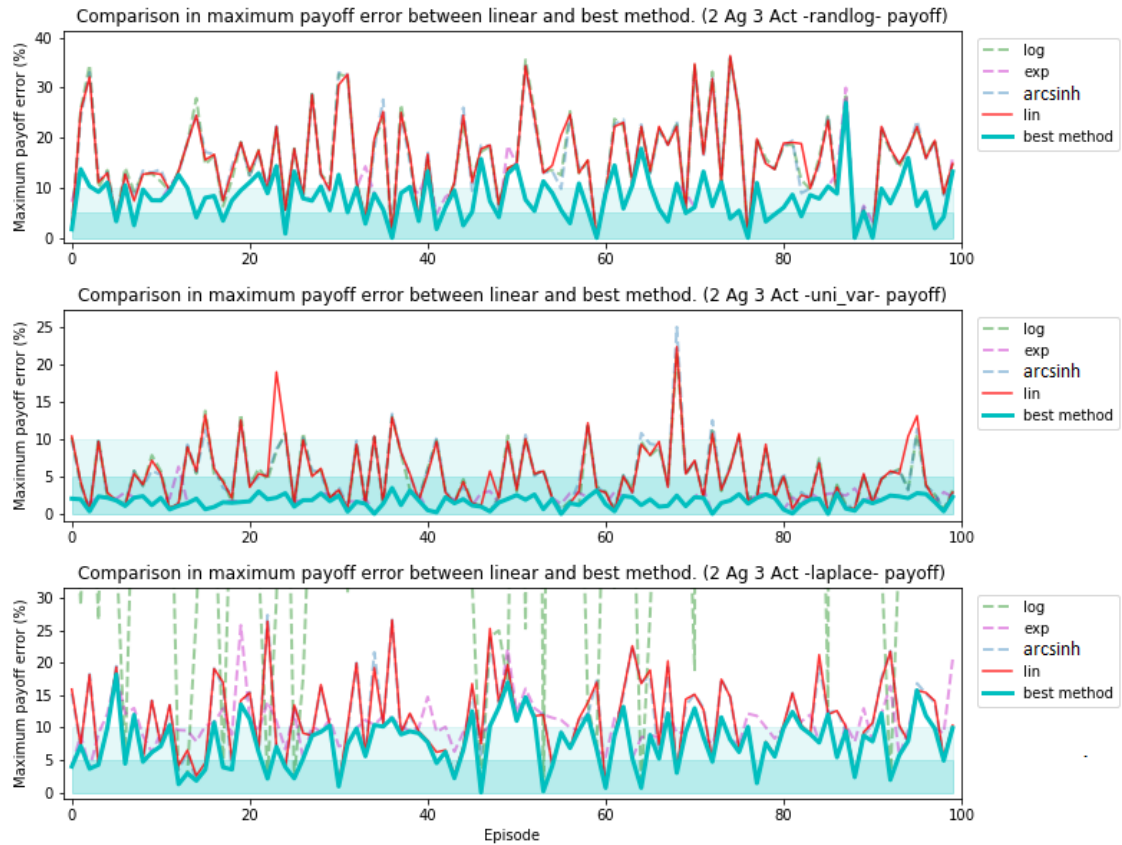 Comparison in maximum payoff error between linear and best method. (2 Ag 3 Act -randlog- payoff)
Maximum payoff error (%)
40
30
20
10
0
0
20
40
60
80
100
log
exp
arcsinh
lin
best method
Comparison in maximum payoff error between linear and best method. (2 Ag 3 Act -uni_var- payoff)
Maximum payoff error (%)
25
20
15
10
5
0
0
20
40
60
80
100
log
exp
arcsinh
lin
best method
Comparison in maximum payoff error between linear and best method. (2 Ag 3 Act -laplace- payoff)
Maximum payoff error (%)
30
25
20
15
10
5
0
0
20
40
60
80
100
Episode
log
exp
arcsinh
lin
best method